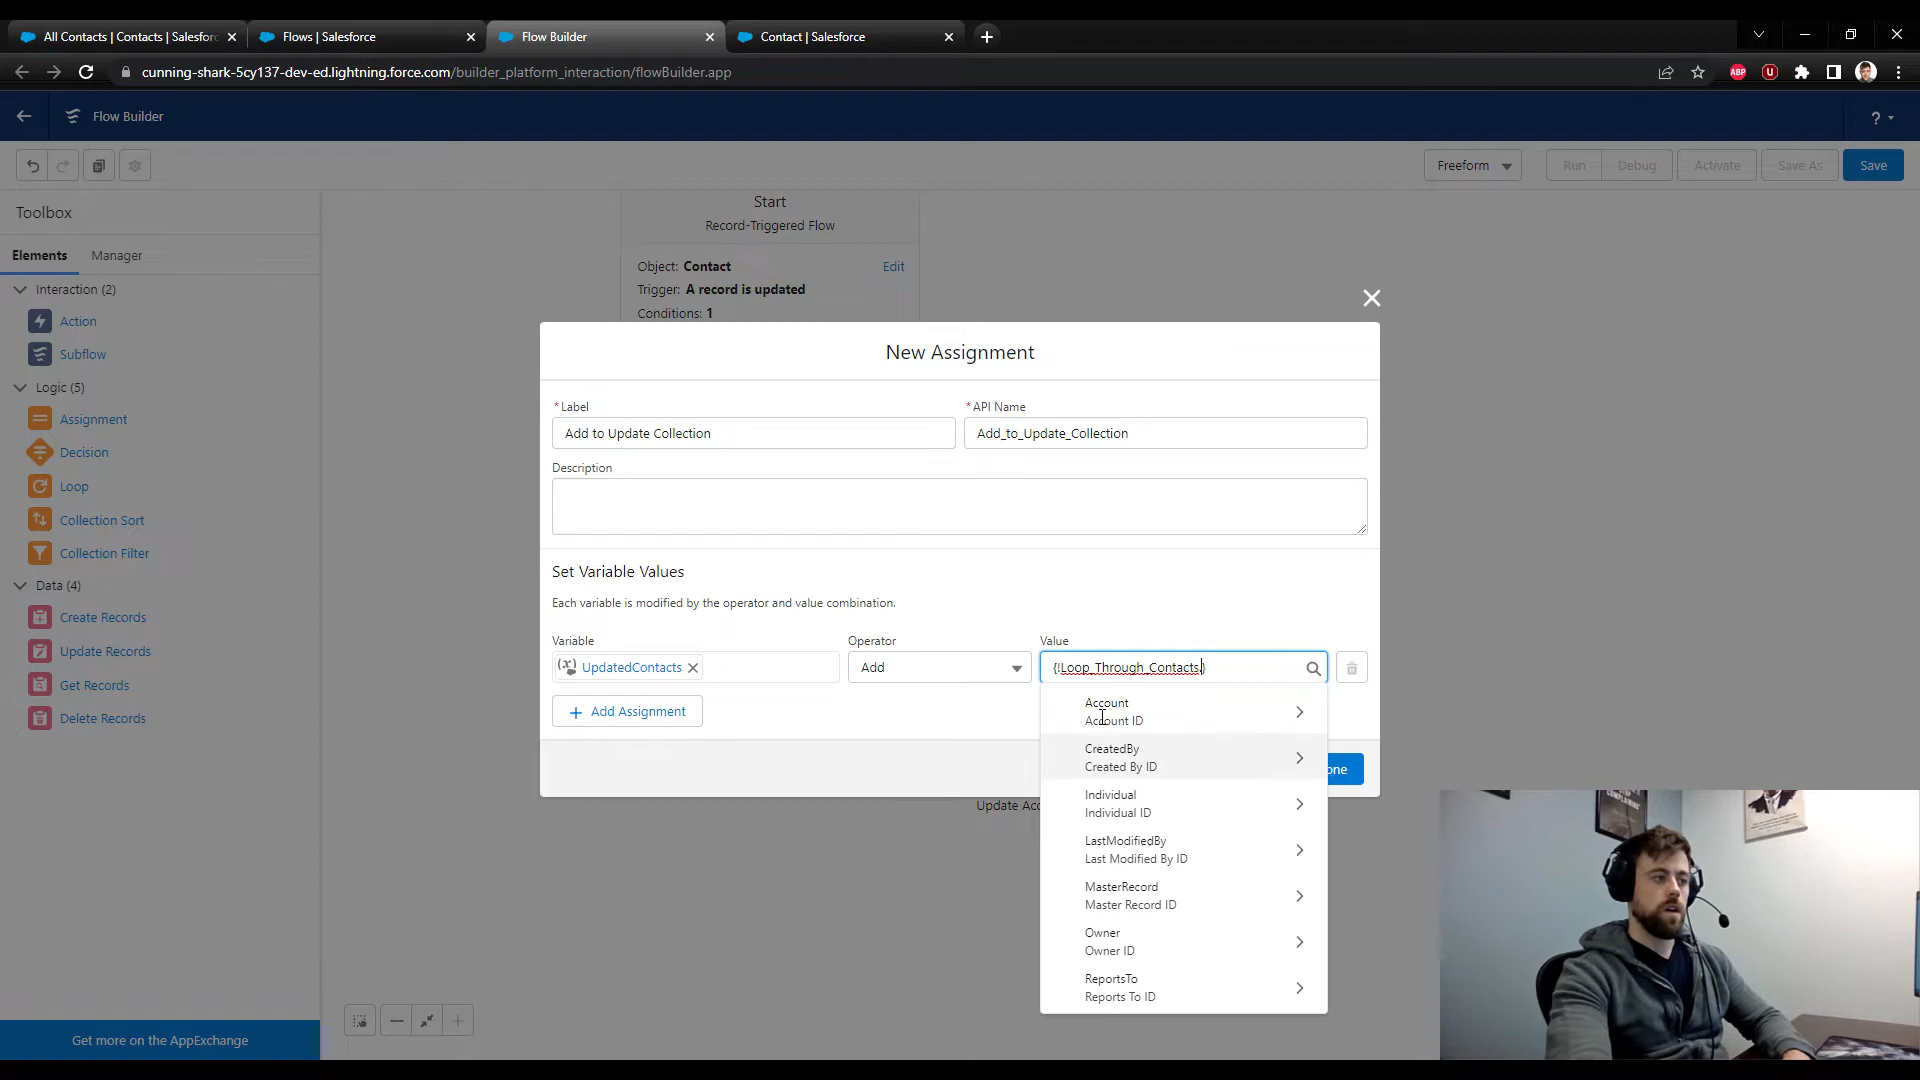 All Contacts | Contacts | Salesforc
Flows | Salesforce
Flow Builder
Contact | Salesforce
cunning-shark-5cy137-dev-ed.lightning.force.com/builder_platform_interaction/flowBuilder.app
ABP
U
Flow Builder
?
Freeform
Run
Debug
Activate
Save As
Save
Toolbox
Elements
Manager
Interaction (2)
Action
Subflow
Logic (5)
Assignment
Decision
Loop
Collection Sort
Collection Filter
Data (4)
Create Records
Update Records
Get Records
Delete Records
Get more on the AppExchange
Start
Record-Triggered Flow
Object: Contact
Edit
Trigger: A record is updated
Conditions: 1
New Assignment
* Label
* API Name
Add to Update Collection
Add_to_Update_Collection
Description
Set Variable Values
Each variable is modified by the operator and value combination.
Variable
Operator
Value
UpdatedContacts
Add
{!Loop_Through_Contacts.}
+ Add Assignment
Account
Account ID
CreatedBy
Created By ID
one
Individual
Individual ID
Update Acc
LastModifiedBy
Last Modified By ID
MasterRecord
Master Record ID
Owner
Owner ID
ReportsTo
Reports To ID